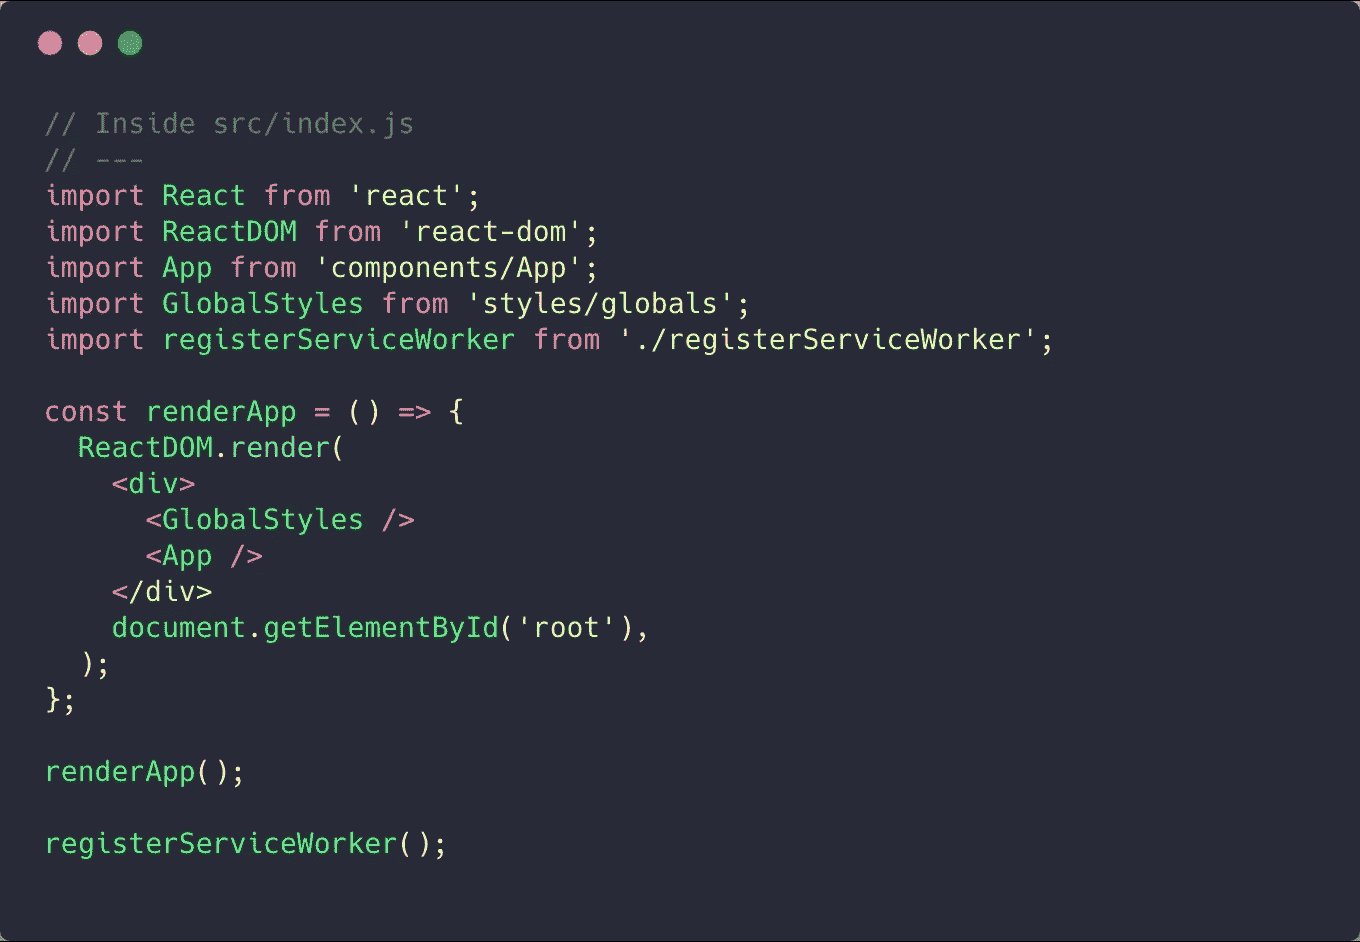 // Inside src/index.js
// ---
import React from 'react';
import ReactDOM from 'react-dom';
import App from 'components/App';
import GlobalStyles from 'styles/globals';
import registerServiceWorker from './registerServiceWorker';

const renderApp = () => {
  ReactDOM.render(
    <div>
      <GlobalStyles />
      <App />
    </div>
    document.getElementById('root'),
  );
};

renderApp();

registerServiceWorker();